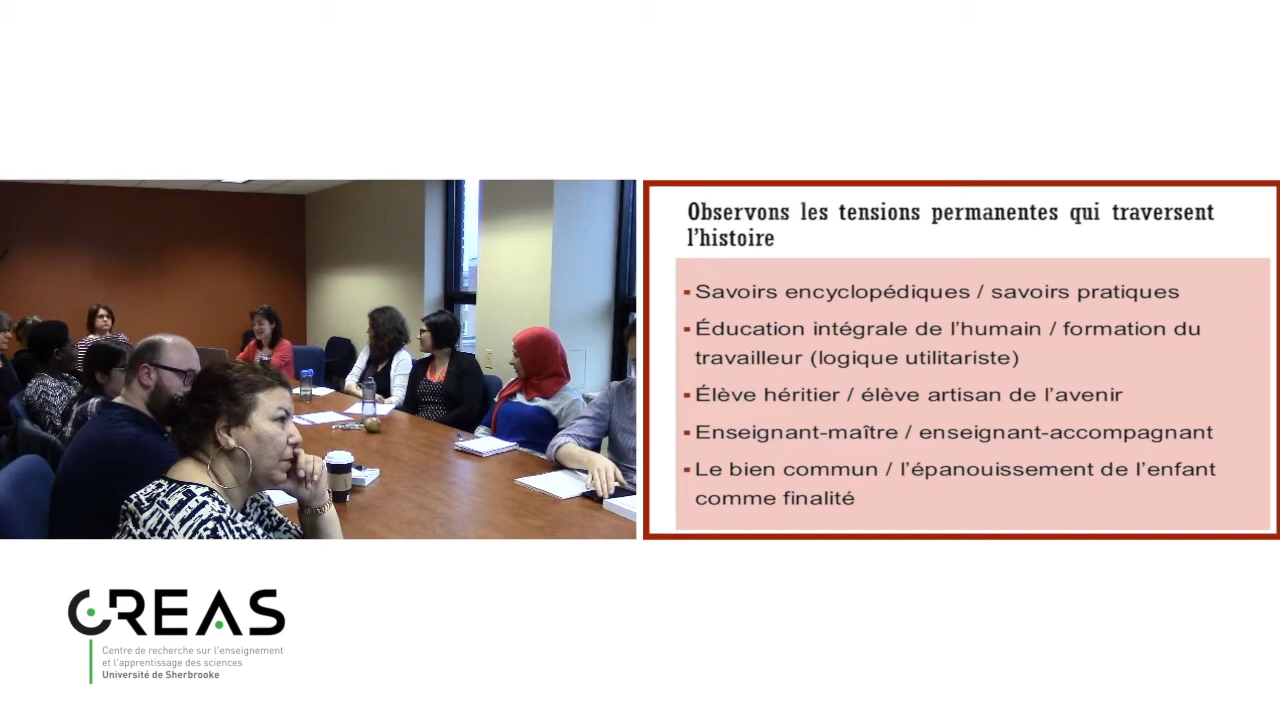 Observons les tensions permanentes qui traversent
l'histoire
▪ Savoirs encyclopédiques / savoirs pratiques
▪ Éducation intégrale de l'humain / formation du
travailleur (logique utilitariste)
▪ Élève héritier / élève artisan de l'avenir
▪ Enseignant-maître / enseignant-accompagnant
▪ Le bien commun / l'épanouissement de l'enfant
comme finalité
CREAS
Centre de recherche sur l'enseignement
et l'apprentissage des sciences
Université de Sherbrooke